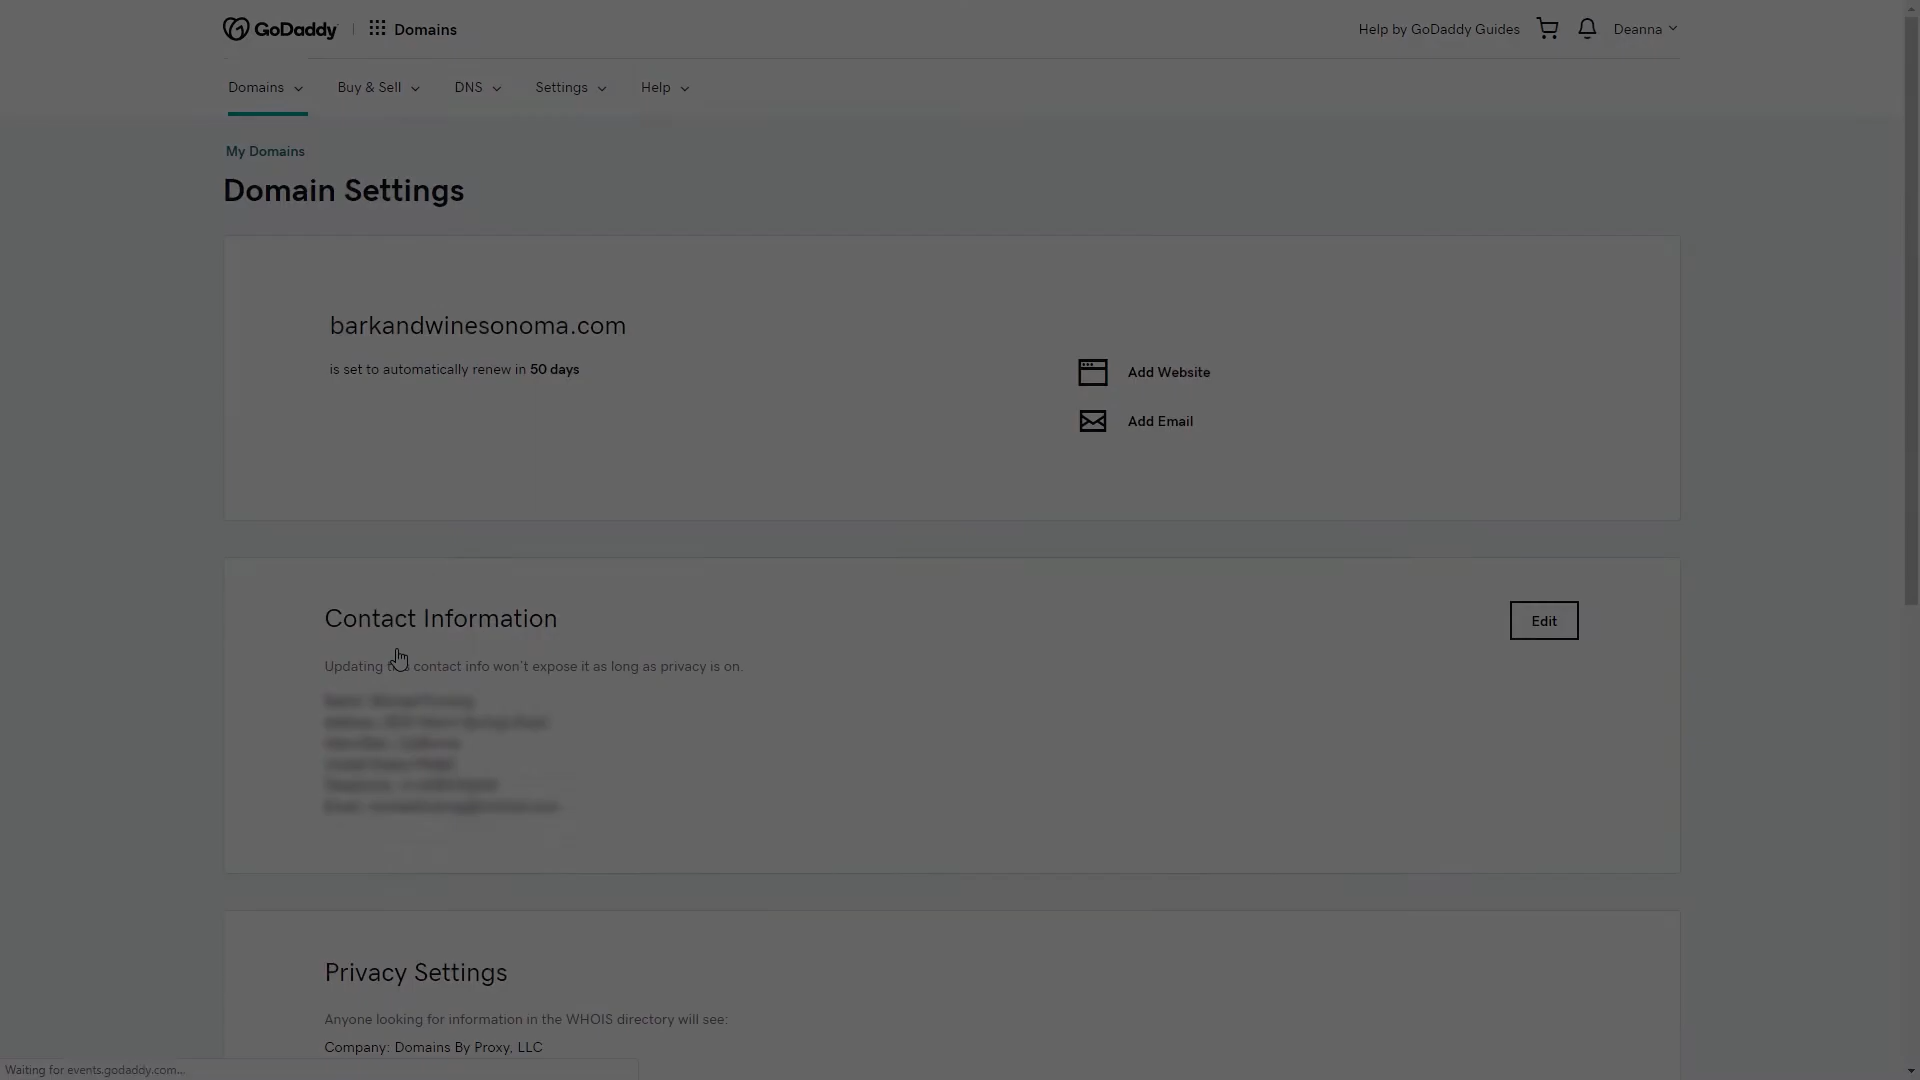 GoDaddy
Domains
Help by GoDaddy Guides
Deanna
Domains
Buy & Sell
DNS
Settings
Help
My Domains
Domain Settings
barkandwinesonoma.com
is set to automatically renew in 50 days
Add Website
Add Email
Contact Information
Edit
Updating contact info won't expose it as long as privacy is on.
Privacy Settings
Anyone looking for information in the WHOIS directory will see:
Company: Domains By Proxy, LLC
Waiting for events.godaddy.com...